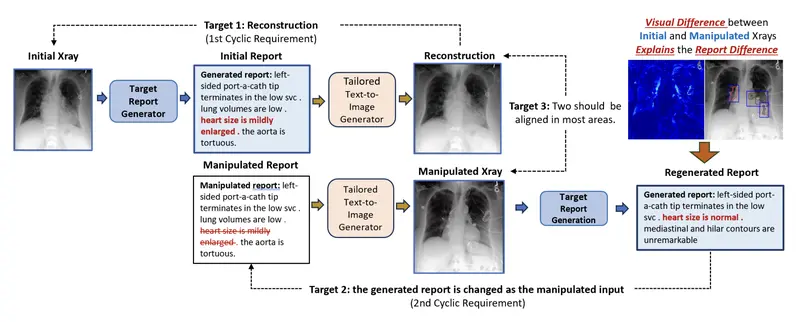 Target 1: Reconstruction
(1st Cyclic Requirement)
Visual Difference between
Initial and Manipulated Xrays
Explains the Report Difference
Initial Xray
Initial Report
Reconstruction
Target
Report
Generator
Generated report: left-
sided port-a-cath tip
terminates in the low svc .
lung volumes are low .
heart size is mildly
enlarged . the aorta is
tortuous.
Tailored
Text-to-
Image
Generator
Target 3: Two should be
aligned in most areas.
Manipulated Report
Manipulated Xray
Regenerated Report
Manipulated report: left-
sided port-a-cath tip
terminates in the low svc .
lung volumes are low .
heart size is mildly
enlarged . the aorta is
tortuous.
Tailored
Text-to-
Image
Generator
Target
Report
Generation
Generated report: left-sided port-
a-cath tip terminates in the low
svc . heart size is normal .
mediastinal and hilar contours are
unremarkable
Target 2: the generated report is changed as the manipulated input
(2nd Cyclic Requirement)